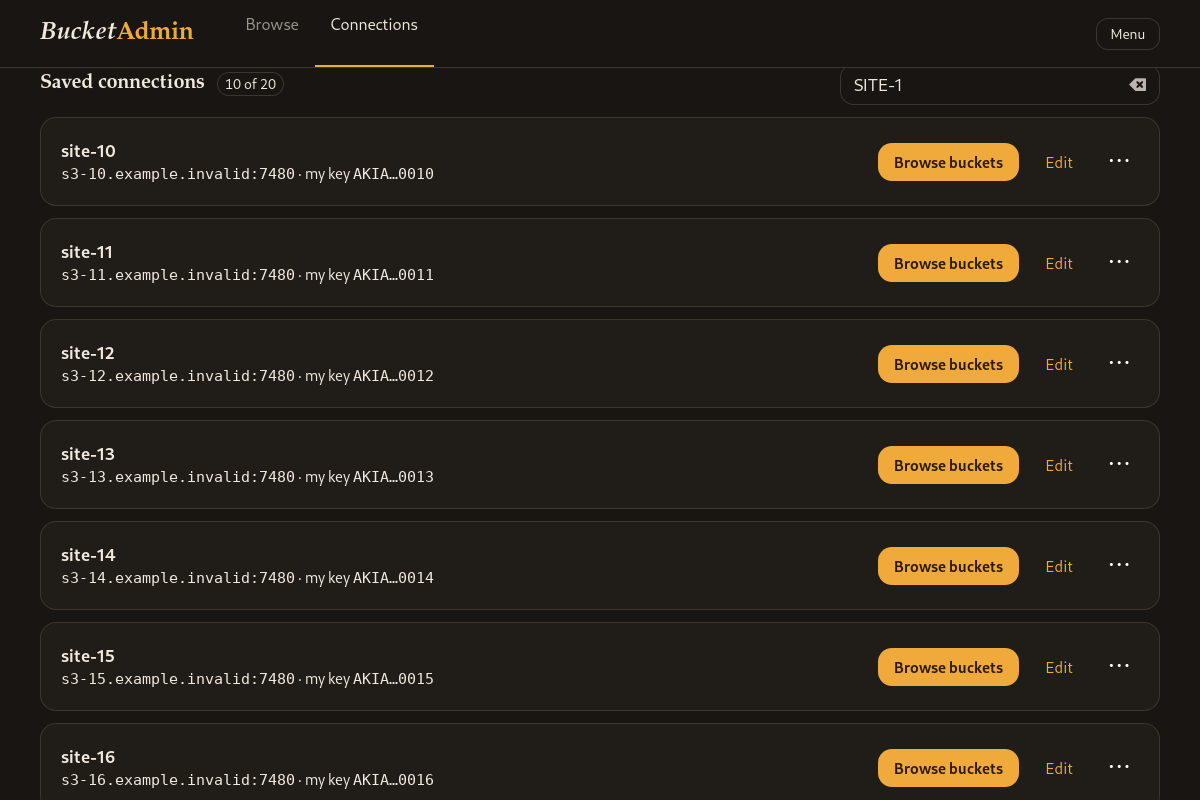 BucketAdmin Browse Connections Menu
Saved connections 10 of 20 SITE-1
site-10
s3-10.example.invalid:7480 · my key AKIA…0010 Browse buckets Edit ···
site-11
s3-11.example.invalid:7480 · my key AKIA…0011 Browse buckets Edit ···
site-12
s3-12.example.invalid:7480 · my key AKIA…0012 Browse buckets Edit ···
site-13
s3-13.example.invalid:7480 · my key AKIA…0013 Browse buckets Edit ···
site-14
s3-14.example.invalid:7480 · my key AKIA…0014 Browse buckets Edit ···
site-15
s3-15.example.invalid:7480 · my key AKIA…0015 Browse buckets Edit ···
site-16
s3-16.example.invalid:7480 · my key AKIA…0016 Browse buckets Edit ···